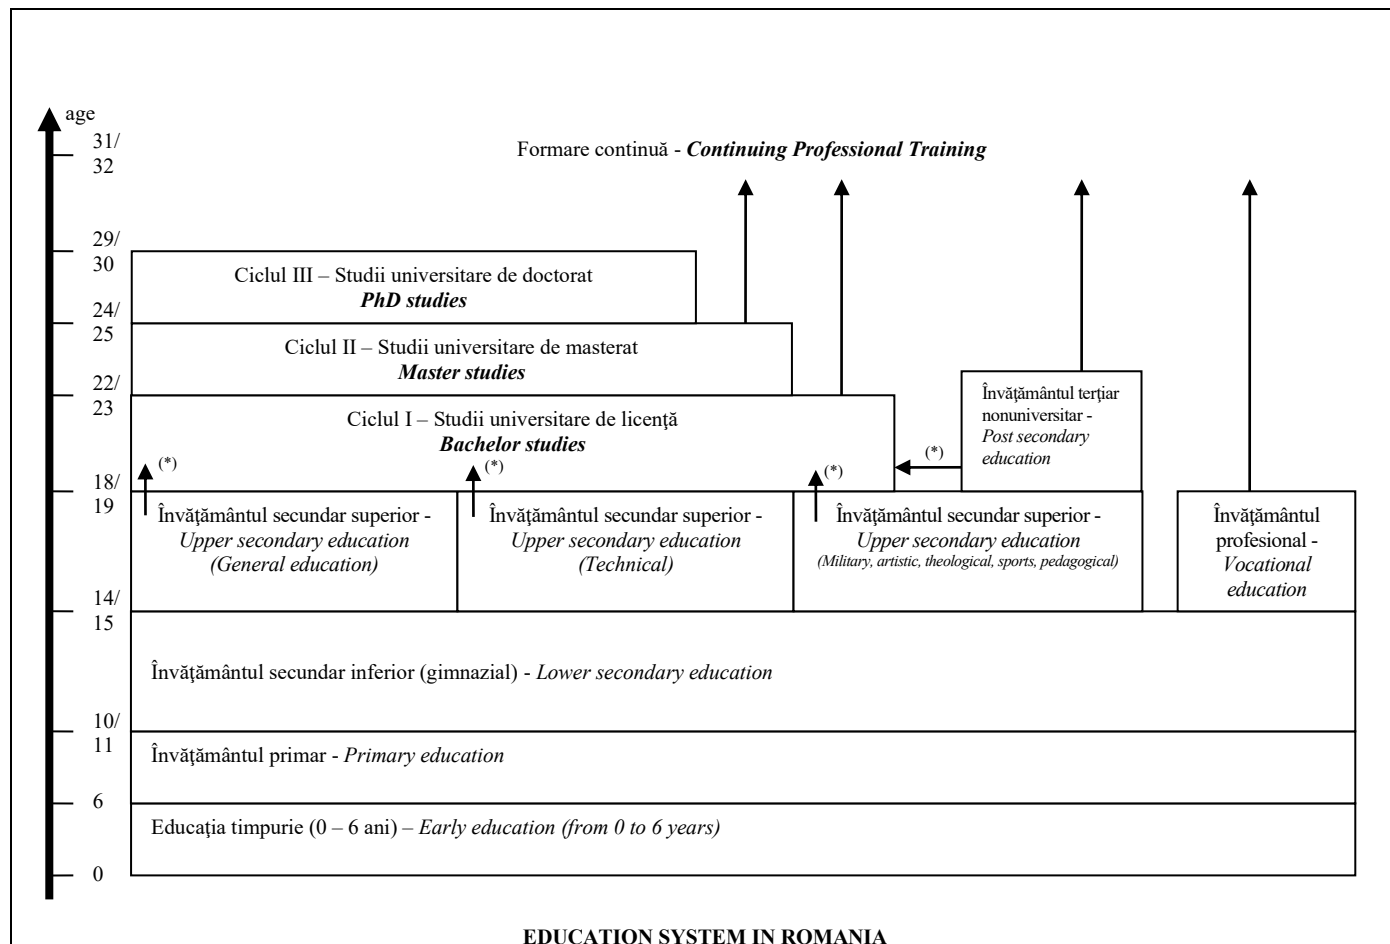 age
31/
32
Formare continuă - Continuing Professional Training
29/
30
Ciclul III – Studii universitare de doctorat
PhD studies
24/
25
Ciclul II – Studii universitare de masterat
Master studies
22/
23
Ciclul I – Studii universitare de licenţă
Bachelor studies
Învăţământul terţiar
nonuniversitar -
Post secondary
education
(*)
(*)
(*)
(*)
18/
19
Învăţământul secundar superior -
Upper secondary education
(General education)
Învăţământul secundar superior -
Upper secondary education
(Technical)
Învăţământul secundar superior -
Upper secondary education
(Military, artistic, theological, sports, pedagogical)
Învăţământul
profesional -
Vocational
education
14/
15
Învăţământul secundar inferior (gimnazial) - Lower secondary education
10/
11
Învăţământul primar - Primary education
6
Educaţia timpurie (0 – 6 ani) – Early education (from 0 to 6 years)
0
EDUCATION SYSTEM IN ROMANIA